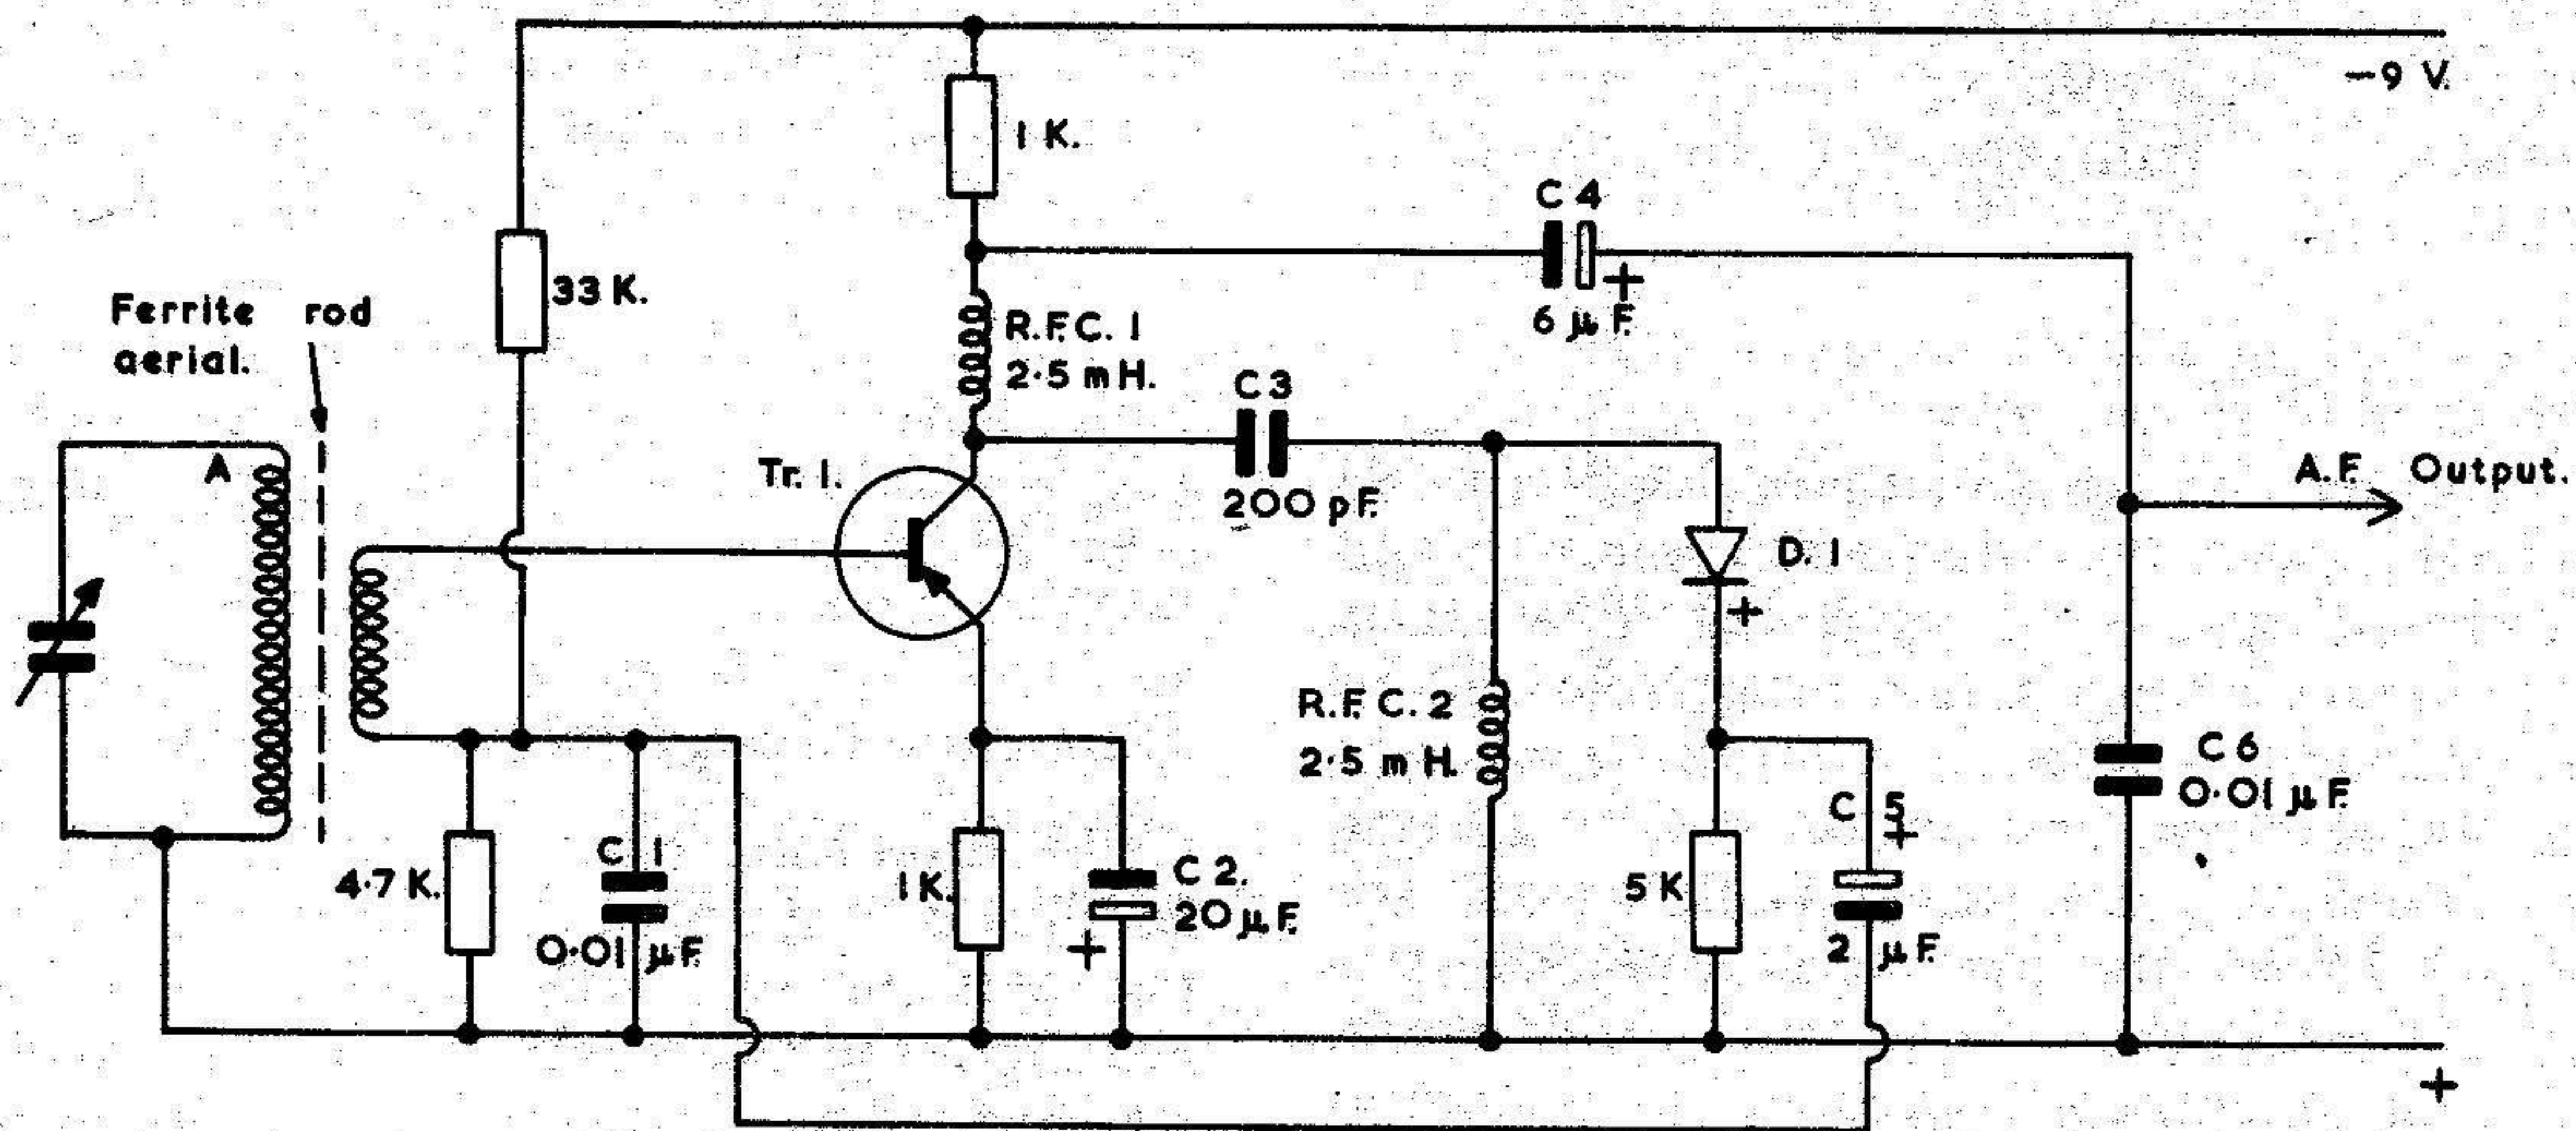 -9 V.
1 K.
C 4
+
6 µ F.
33 K.
Ferrite rod
aerial.
R.F.C. 1
2·5 mH.
C 3
200 pF.
A
Tr. 1.
A.F. Output.
D. 1
+
R.F.C. 2
2·5 m H.
C 6
0·01 µ F.
C 5
+
4·7 K.
C 1
0·01 µ F.
1 K.
C 2.
20 µ F.
+
5 K
2 µ F.
+